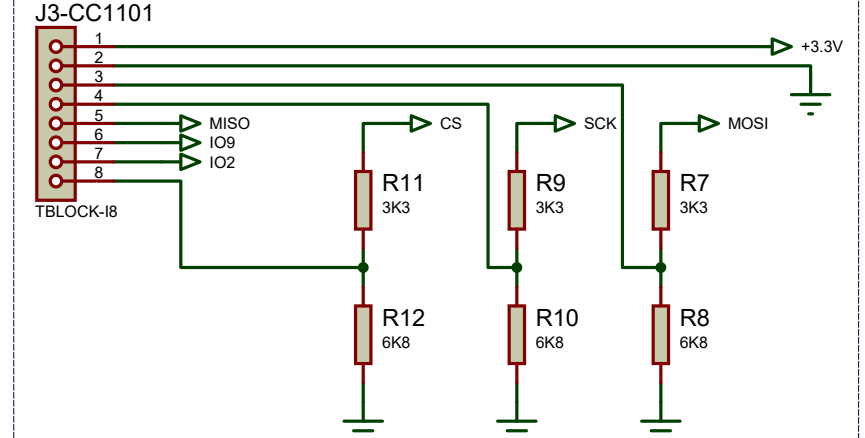 J3-CC1101
1
+3.3V
2
3
4
5
MISO
CS
SCK
MOSI
6
IO9
7
IO2
8
R11
3K3
R9
3K3
R7
3K3
TBLOCK-I8
R12
6K8
R10
6K8
R8
6K8